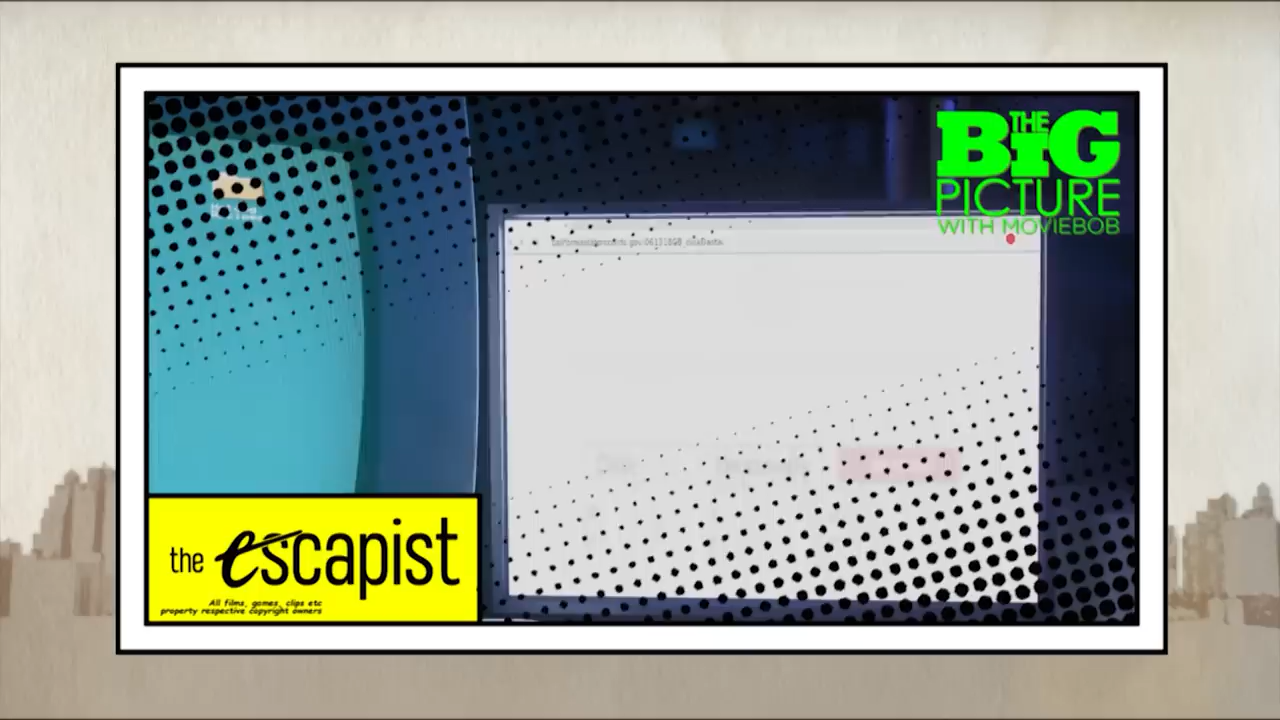 THE
BiG
PICTURE
WITH MOVIEBOB
the escapist
All films, games, clips etc
property respective copyright owners